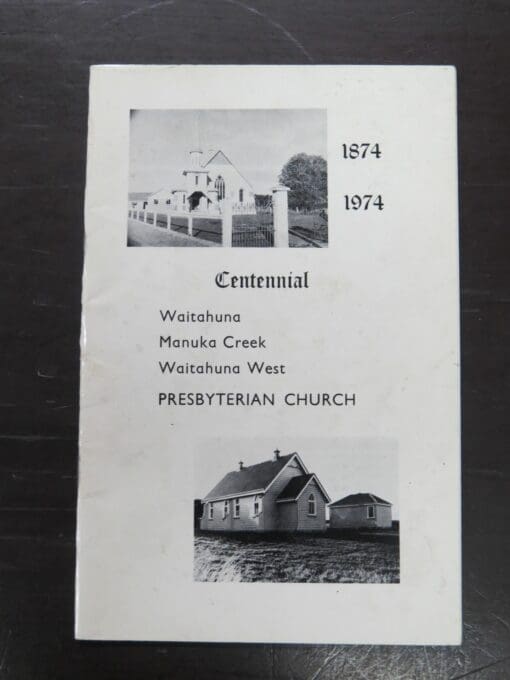 1874
1974
Centennial
Waitahuna
Manuka Creek
Waitahuna West
PRESBYTERIAN CHURCH